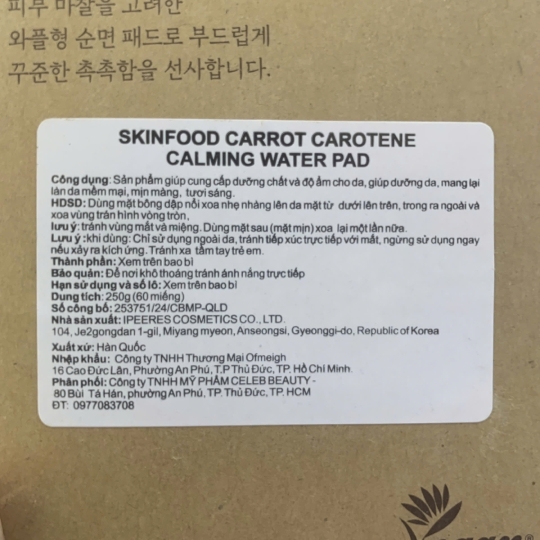 피부 마찰을 고려한
와플형 순면 패드로 부드럽게
꾸준한 촉촉함을 선사합니다.
SKINFOOD CARROT CAROTENE
CALMING WATER PAD
Công dụng: Sản phẩm giúp cung cấp dưỡng chất và độ ẩm cho da, giúp dưỡng da, mang lại
làn da mềm mại, mịn màng, tươi sáng.
HDSD: Dùng mặt bông dập nổi xoa nhẹ nhàng lên da mặt từ dưới lên trên, trong ra ngoài và
xoa vùng trán hình vòng tròn,
lưu ý: tránh vùng mắt và miệng. Dùng mặt sau (mặt mịn) xoa lại một lần nữa.
Lưu ý :khi dùng: Chỉ sử dụng ngoài da, tránh tiếp xúc trực tiếp với mắt, ngừng sử dụng ngay
nếu xảy ra kích ứng. Tránh xa tầm tay trẻ em.
Thành phần: Xem trên bao bì
Bảo quản: Để nơi khô thoáng tránh ánh nắng trực tiếp
Hạn sử dụng và số lô: Xem trên bao bì
Dung tích: 250g (60 miếng)
Số công bố: 253751/24/CBMP-QLD
Nhà sản xuất: IPEERES COSMETICS CO., LTD.
104, Je2gongdan 1-gil, Miyang myeon, Anseongsi, Gyeonggi-do, Republic of Korea
Xuất xứ: Hàn Quốc
Nhập khẩu: Công ty TNHH Thương Mại Ofmeigh
16 Cao Đức Lân, Phường An Phú, T.P Thủ Đức, TP. Hồ Chí Minh
Phân phối: Công ty TNHH MỸ PHẨM CELEB BEAUTY -
80 Bùi Tá Hán, phường An Phú, TP. Thủ Đức, TP. HCM
ĐT: 0977083708